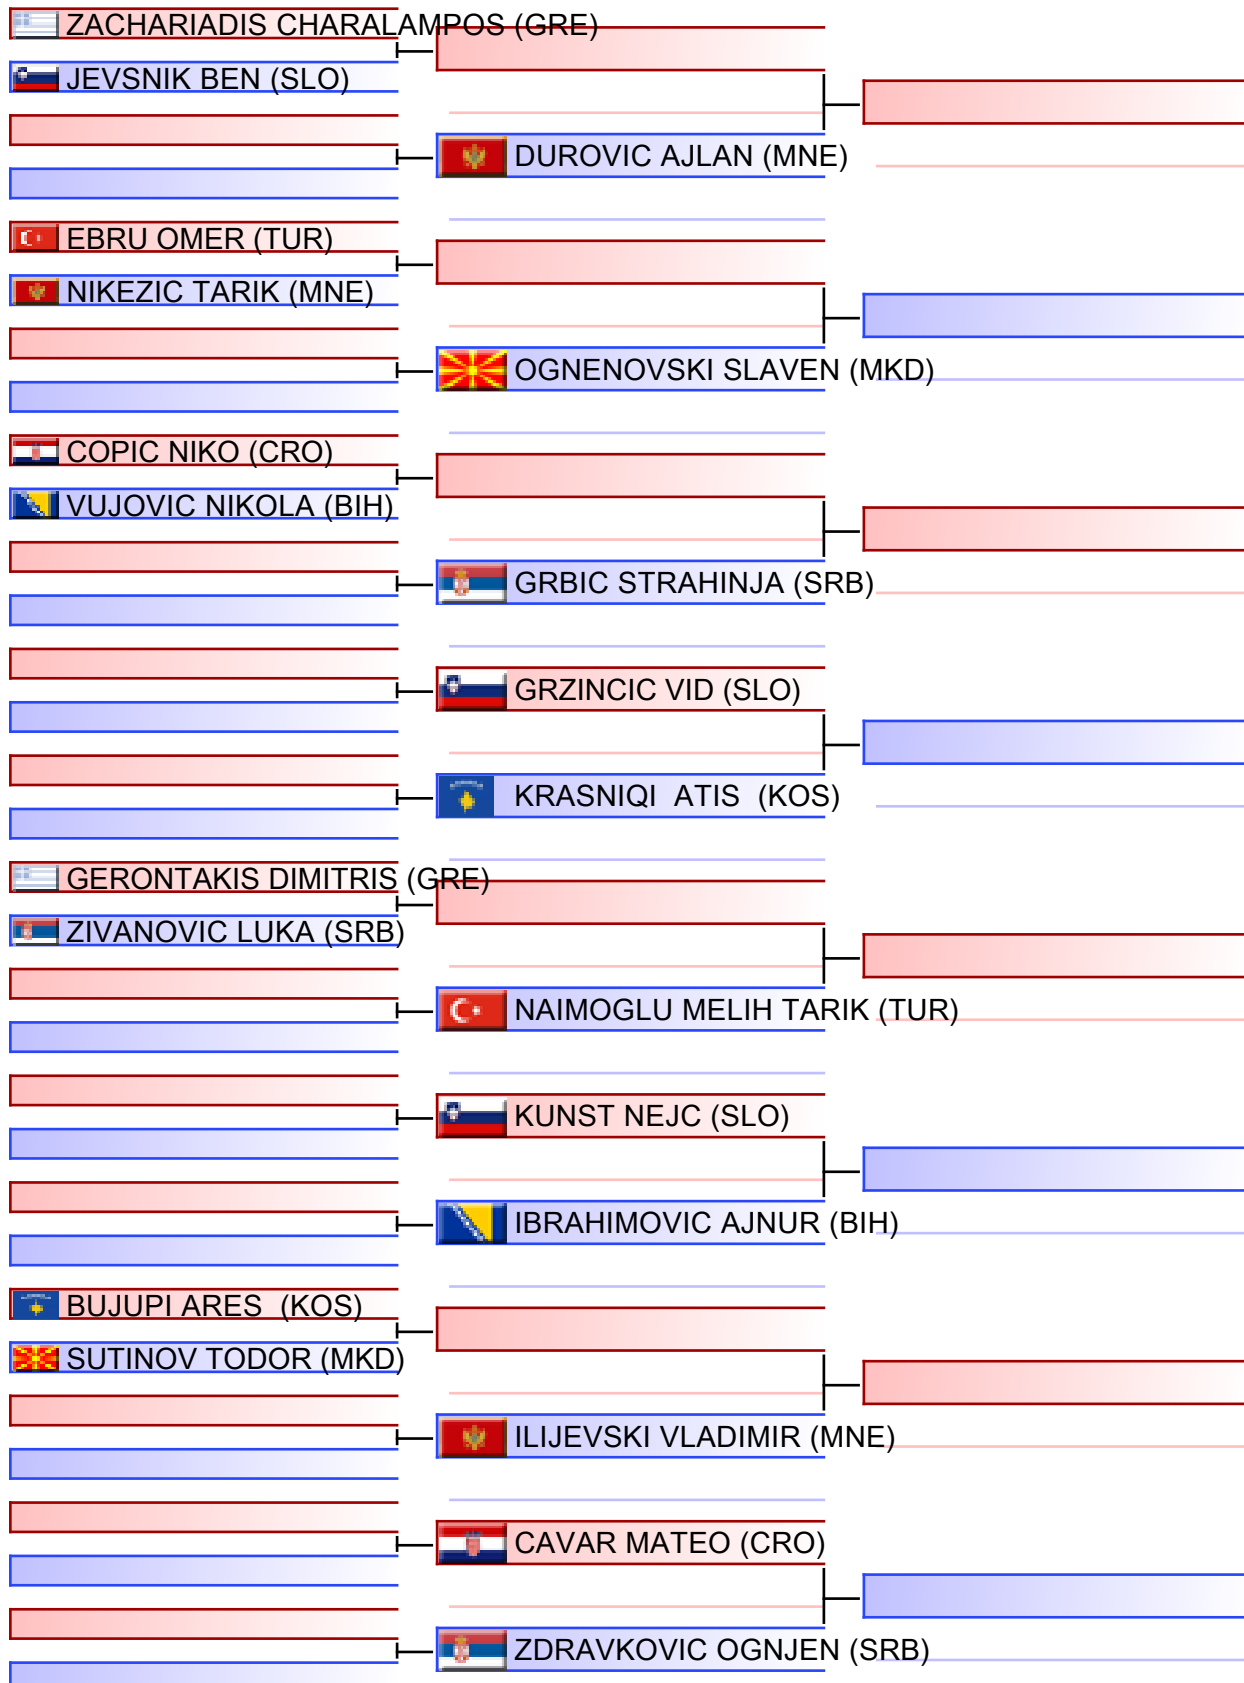 ZACHARIADIS CHARALAMPOS (GRE)
JEVSNIK BEN (SLO)
DUROVIC AJLAN (MNE)
EBRU OMER (TUR)
NIKEZIC TARIK (MNE)
OGNENOVSKI SLAVEN (MKD)
COPIC NIKO (CRO)
VUJOVIC NIKOLA (BIH)
GRBIC STRAHINJA (SRB)
GRZINCIC VID (SLO)
KRASNIQI  ATIS  (KOS)
GERONTAKIS DIMITRIS (GRE)
ZIVANOVIC LUKA (SRB)
NAIMOGLU MELIH TARIK (TUR)
KUNST NEJC (SLO)
IBRAHIMOVIC AJNUR (BIH)
BUJUPI ARES  (KOS)
SUTINOV TODOR (MKD)
ILIJEVSKI VLADIMIR (MNE)
CAVAR MATEO (CRO)
ZDRAVKOVIC OGNJEN (SRB)